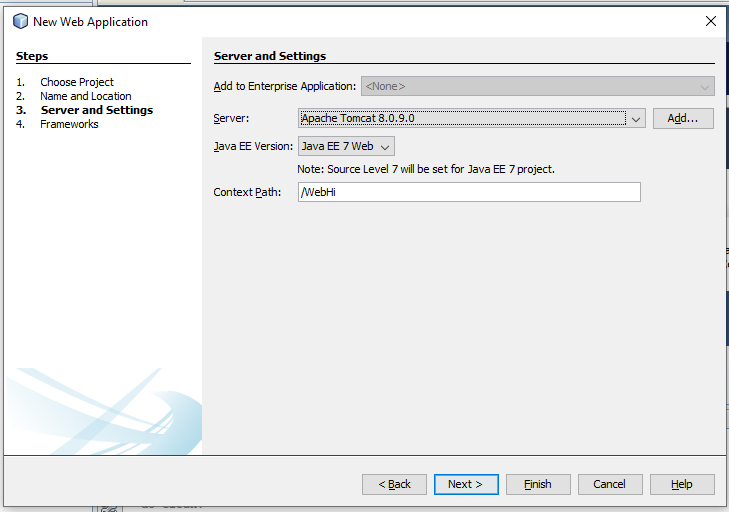 New Web Application
Steps
1. Choose Project
2. Name and Location
3. Server and Settings
4. Frameworks
Server and Settings
Add to Enterprise Application: <None>
Server: Apache Tomcat 8.0.9.0 Add...
Java EE Version: Java EE 7 Web
Note: Source Level 7 will be set for Java EE 7 project.
Context Path: /WebHi
< Back Next > Finish Cancel Help